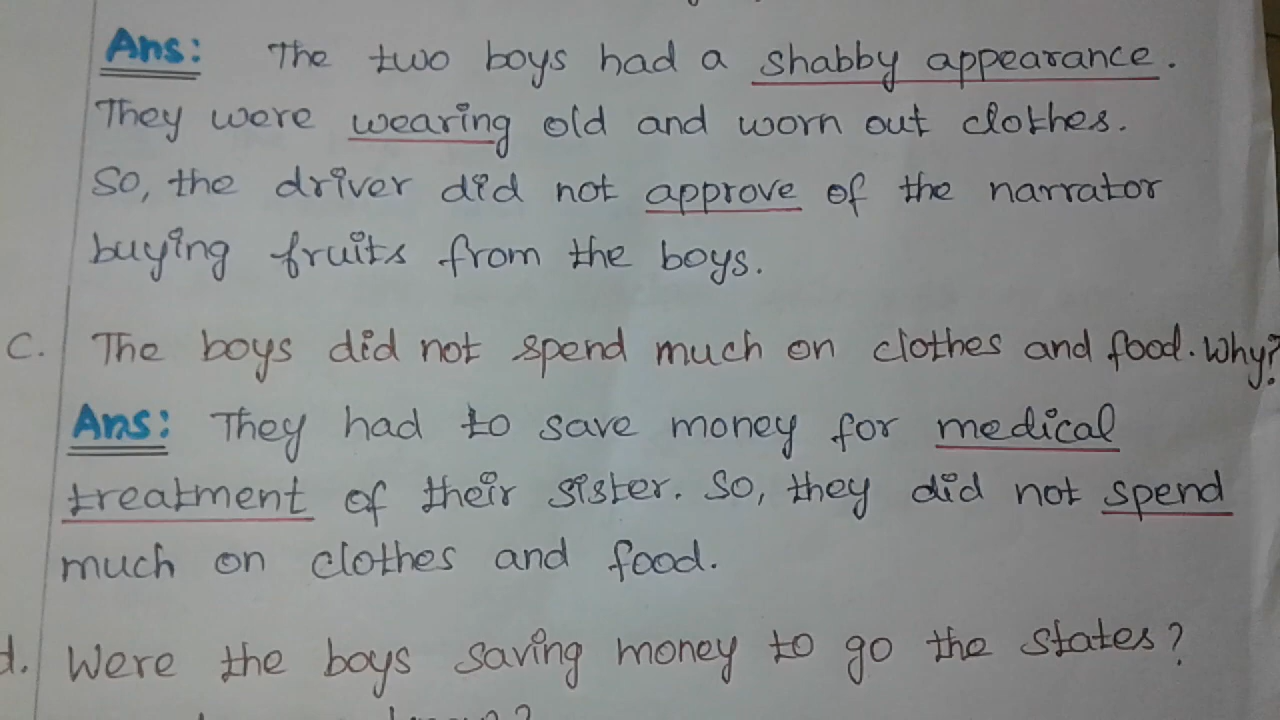 Ans: The two boys had a shabby appearance.
They were wearing old and worn out clothes.
So, the driver did not approve of the narrator
buying fruits from the boys.
c. The boys did not spend much on clothes and food. Why?
Ans: They had to save money for medical
treatment of their sister. So, they did not spend
much on clothes and food.
d. Were the boys saving money to go the states?